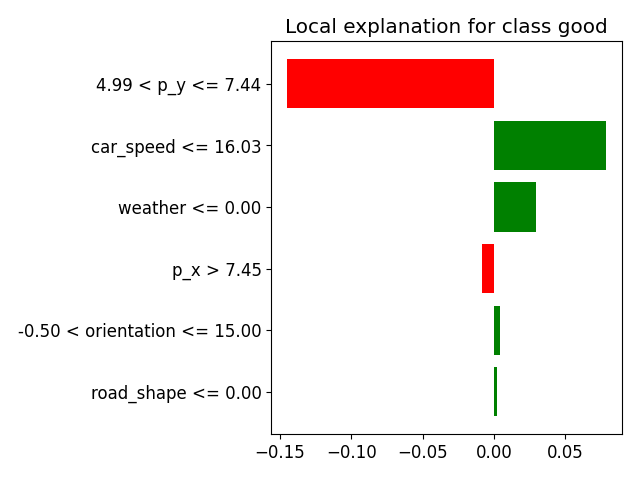 Local explanation for class good
4.99 < p_y <= 7.44
car_speed <= 16.03
weather <= 0.00
p_x > 7.45
-0.50 < orientation <= 15.00
road_shape <= 0.00
−0.15 −0.10 −0.05 0.00 0.05